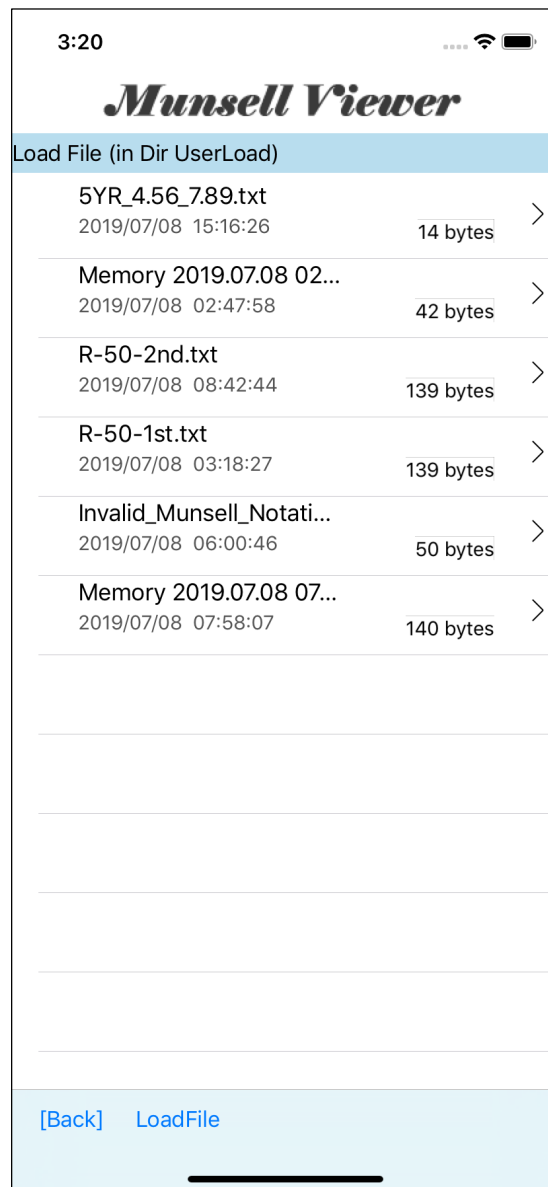 3:20
Munsell Viewer
Load File (in Dir UserLoad)
5YR_4.56_7.89.txt
2019/07/08 15:16:26
14 bytes
Memory 2019.07.08 02...
2019/07/08 02:47:58
42 bytes
R-50-2nd.txt
2019/07/08 08:42:44
139 bytes
R-50-1st.txt
2019/07/08 03:18:27
139 bytes
Invalid_Munsell_Notati...
2019/07/08 06:00:46
50 bytes
Memory 2019.07.08 07...
2019/07/08 07:58:07
140 bytes
[Back] LoadFile